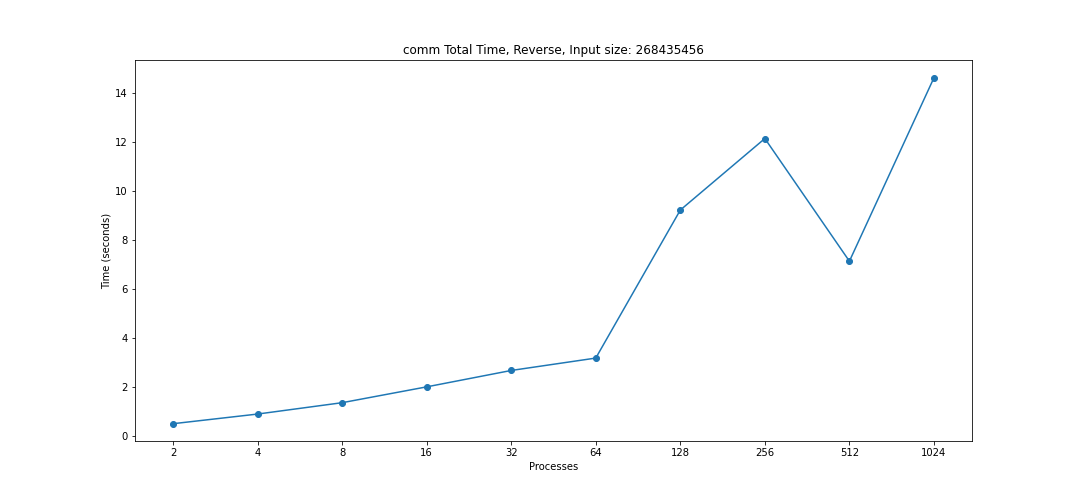 comm Total Time, Reverse, Input size: 268435456
14
12
10
8
6
4
2
0
Time (seconds)
2 4 8 16 32 64 128 256 512 1024
Processes